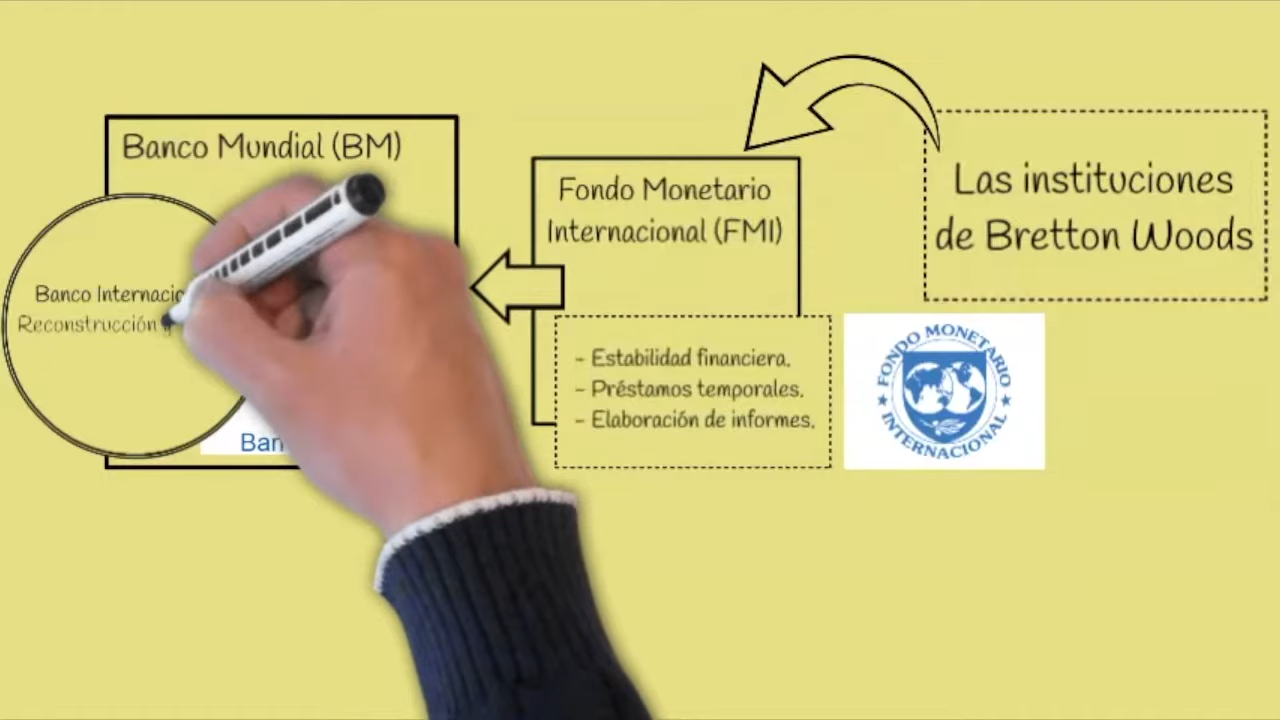 Banco Mundial (BM)
Banco Internacio
Reconstrucción y
Ban
Fondo Monetario
Internacional (FMI)
- Estabilidad financiera.
- Préstamos temporales.
- Elaboración de informes.
FONDO MONETARIO
INTERNACIONAL
Las instituciones
de Bretton Woods